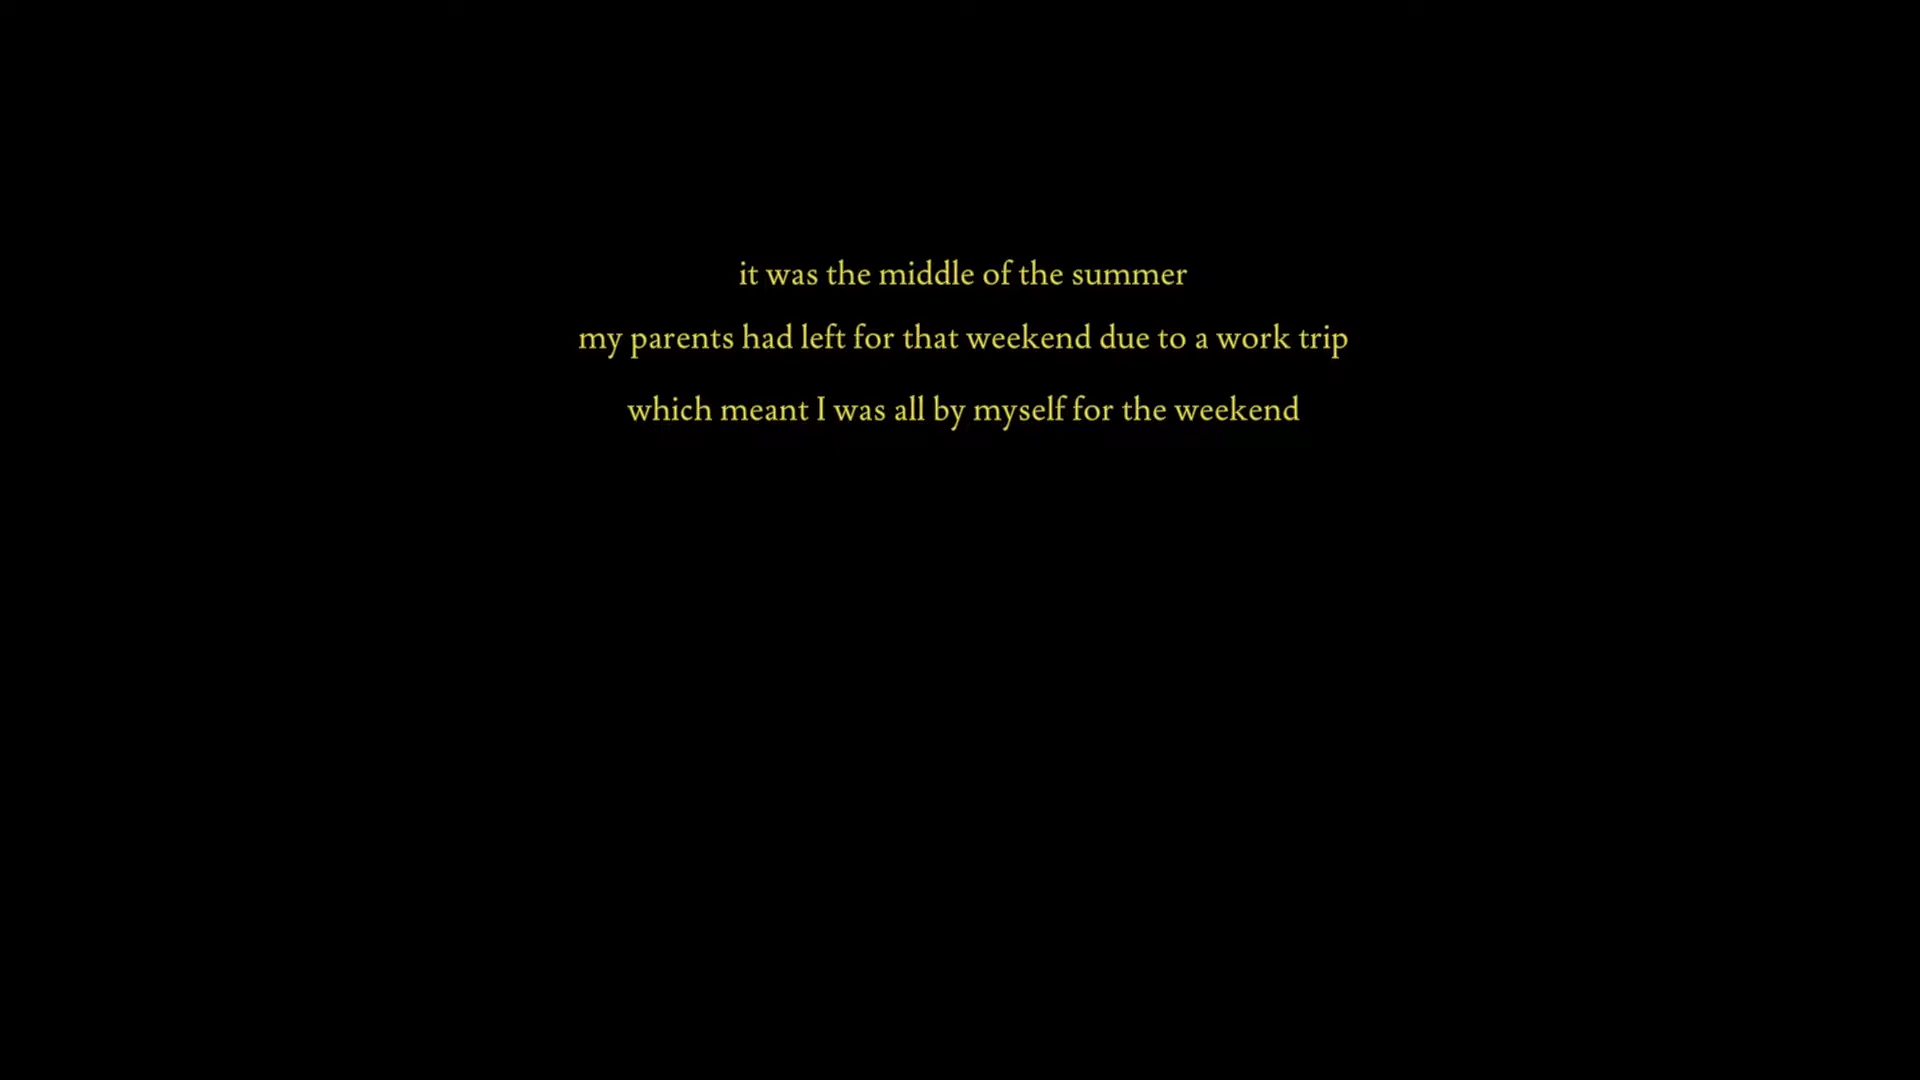 it was the middle of the summer
my parents had left for that weekend due to a work trip
which meant I was all by myself for the weekend